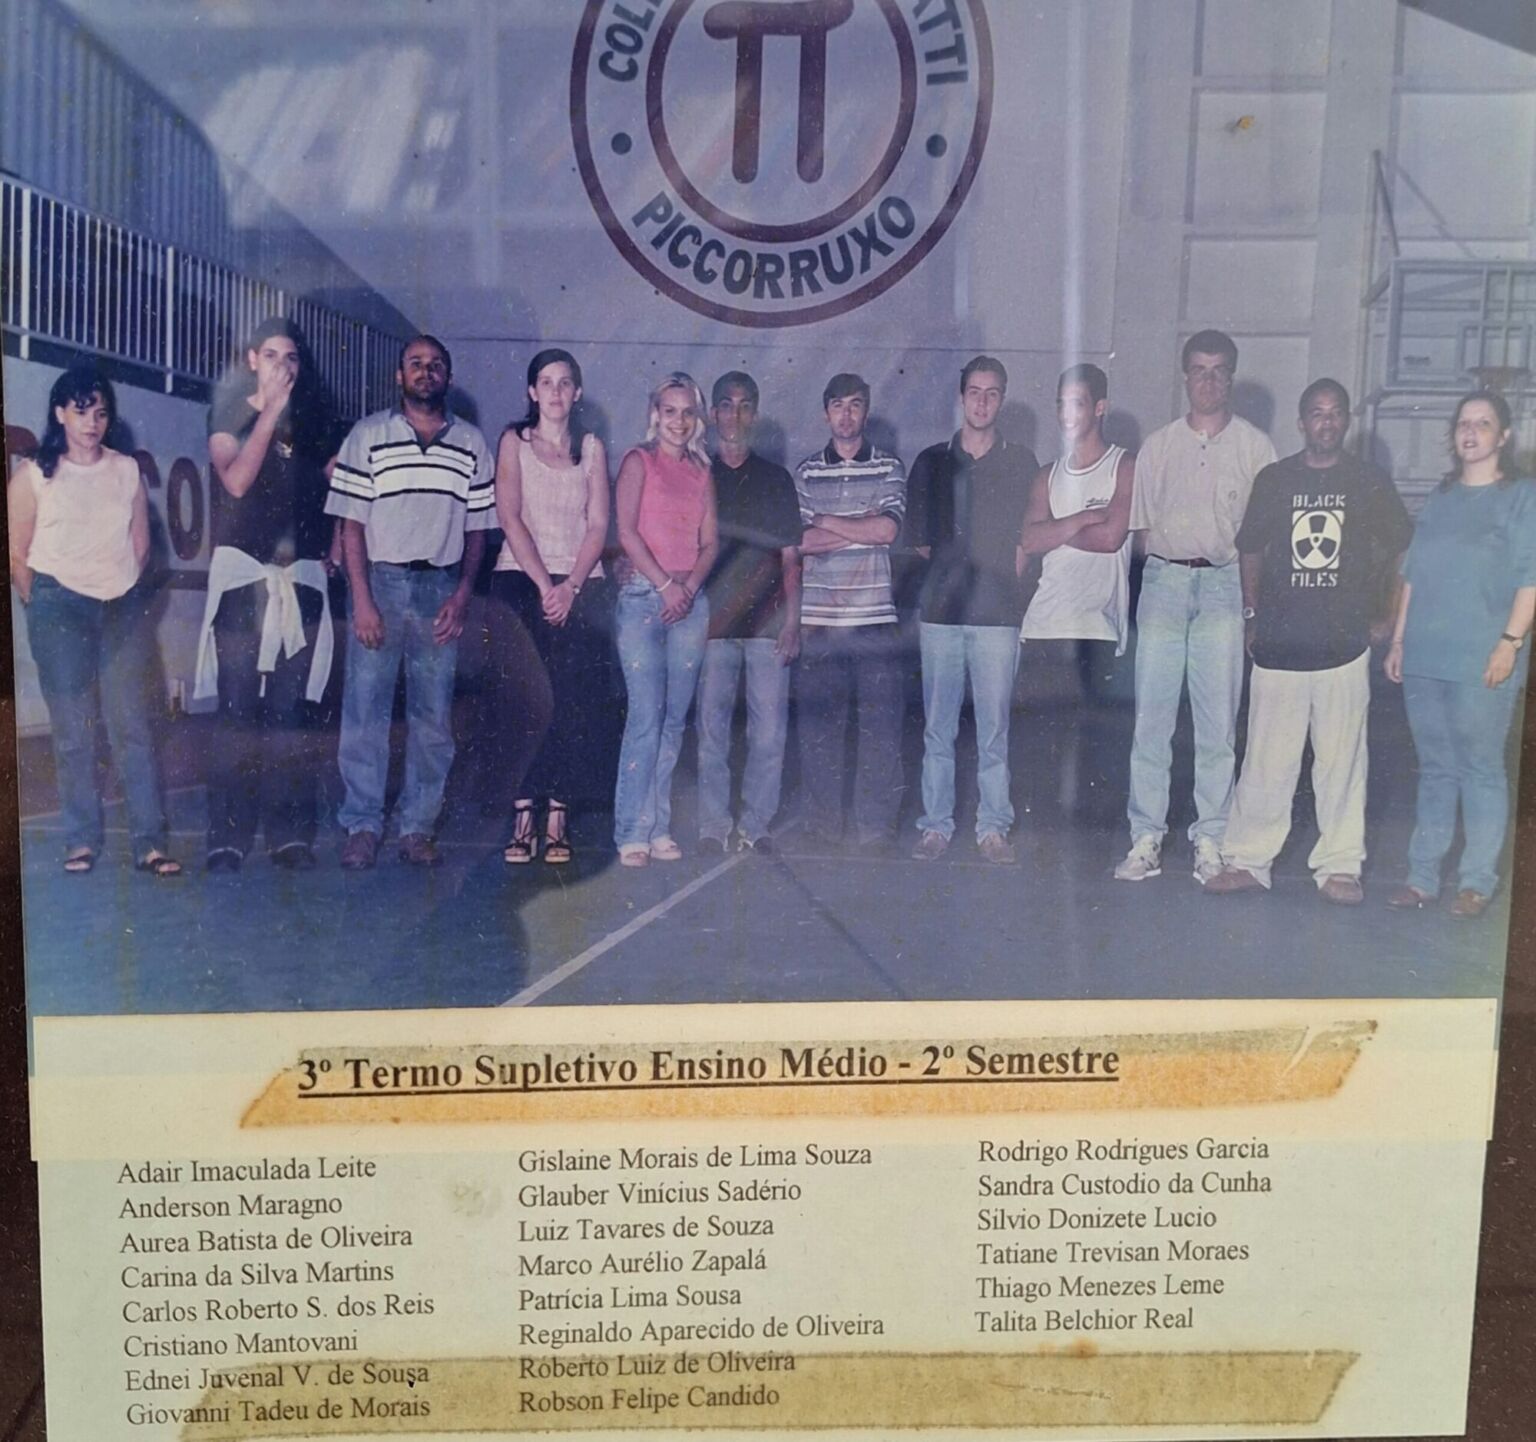 π
PICCORRUXO
BLACK
FILES
3º Termo Supletivo Ensino Médio - 2º Semestre
Adair Imaculada Leite
Anderson Maragno
Aurea Batista de Oliveira
Carina da Silva Martins
Carlos Roberto S. dos Reis
Cristiano Mantovani
Ednei Juvenal V. de Sousa
Giovanni Tadeu de Morais
Gislaine Morais de Lima Souza
Glauber Vinícius Sadério
Luiz Tavares de Souza
Marco Aurélio Zapalá
Patrícia Lima Sousa
Reginaldo Aparecido de Oliveira
Roberto Luiz de Oliveira
Robson Felipe Candido
Rodrigo Rodrigues Garcia
Sandra Custodio da Cunha
Silvio Donizete Lucio
Tatiane Trevisan Moraes
Thiago Menezes Leme
Talita Belchior Real